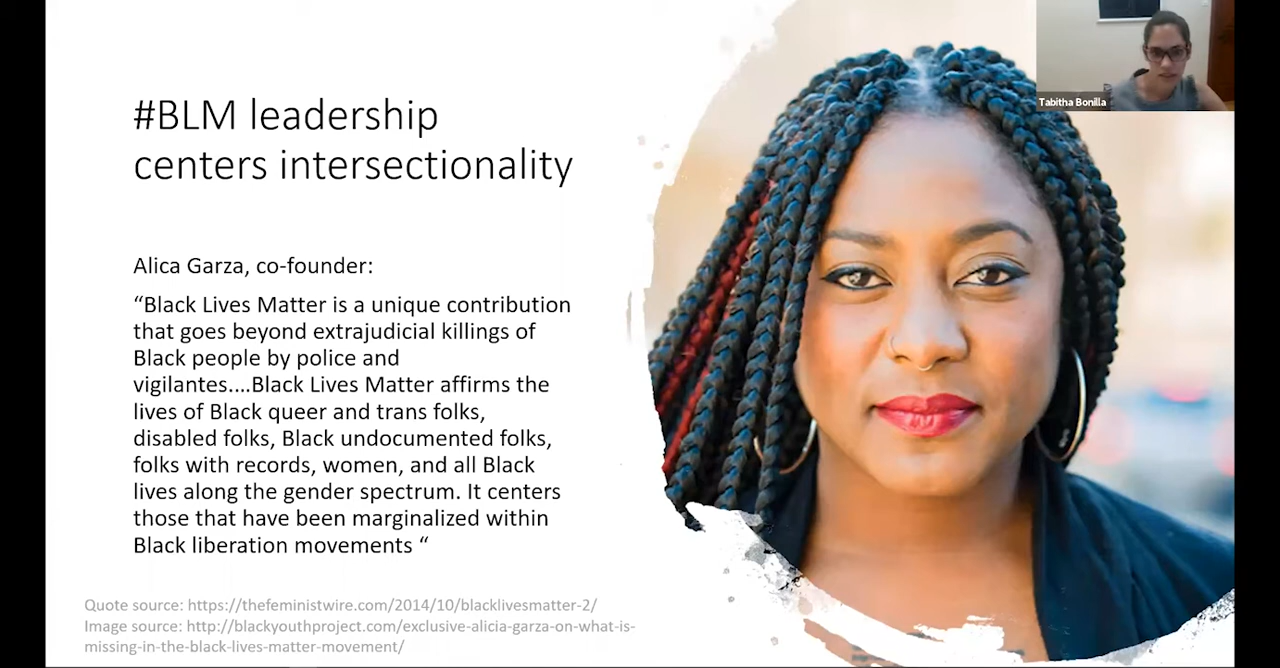 Tabitha Bonilla
#BLM leadership
centers intersectionality
Alica Garza, co-founder:
“Black Lives Matter is a unique contribution
that goes beyond extrajudicial killings of
Black people by police and
vigilantes....Black Lives Matter affirms the
lives of Black queer and trans folks,
disabled folks, Black undocumented folks,
folks with records, women, and all Black
lives along the gender spectrum. It centers
those that have been marginalized within
Black liberation movements “
Quote source: https://thefeministwire.com/2014/10/blacklivesmatter-2/
Image source: http://blackyouthproject.com/exclusive-alicia-garza-on-what-is-
missing-in-the-black-lives-matter-movement/